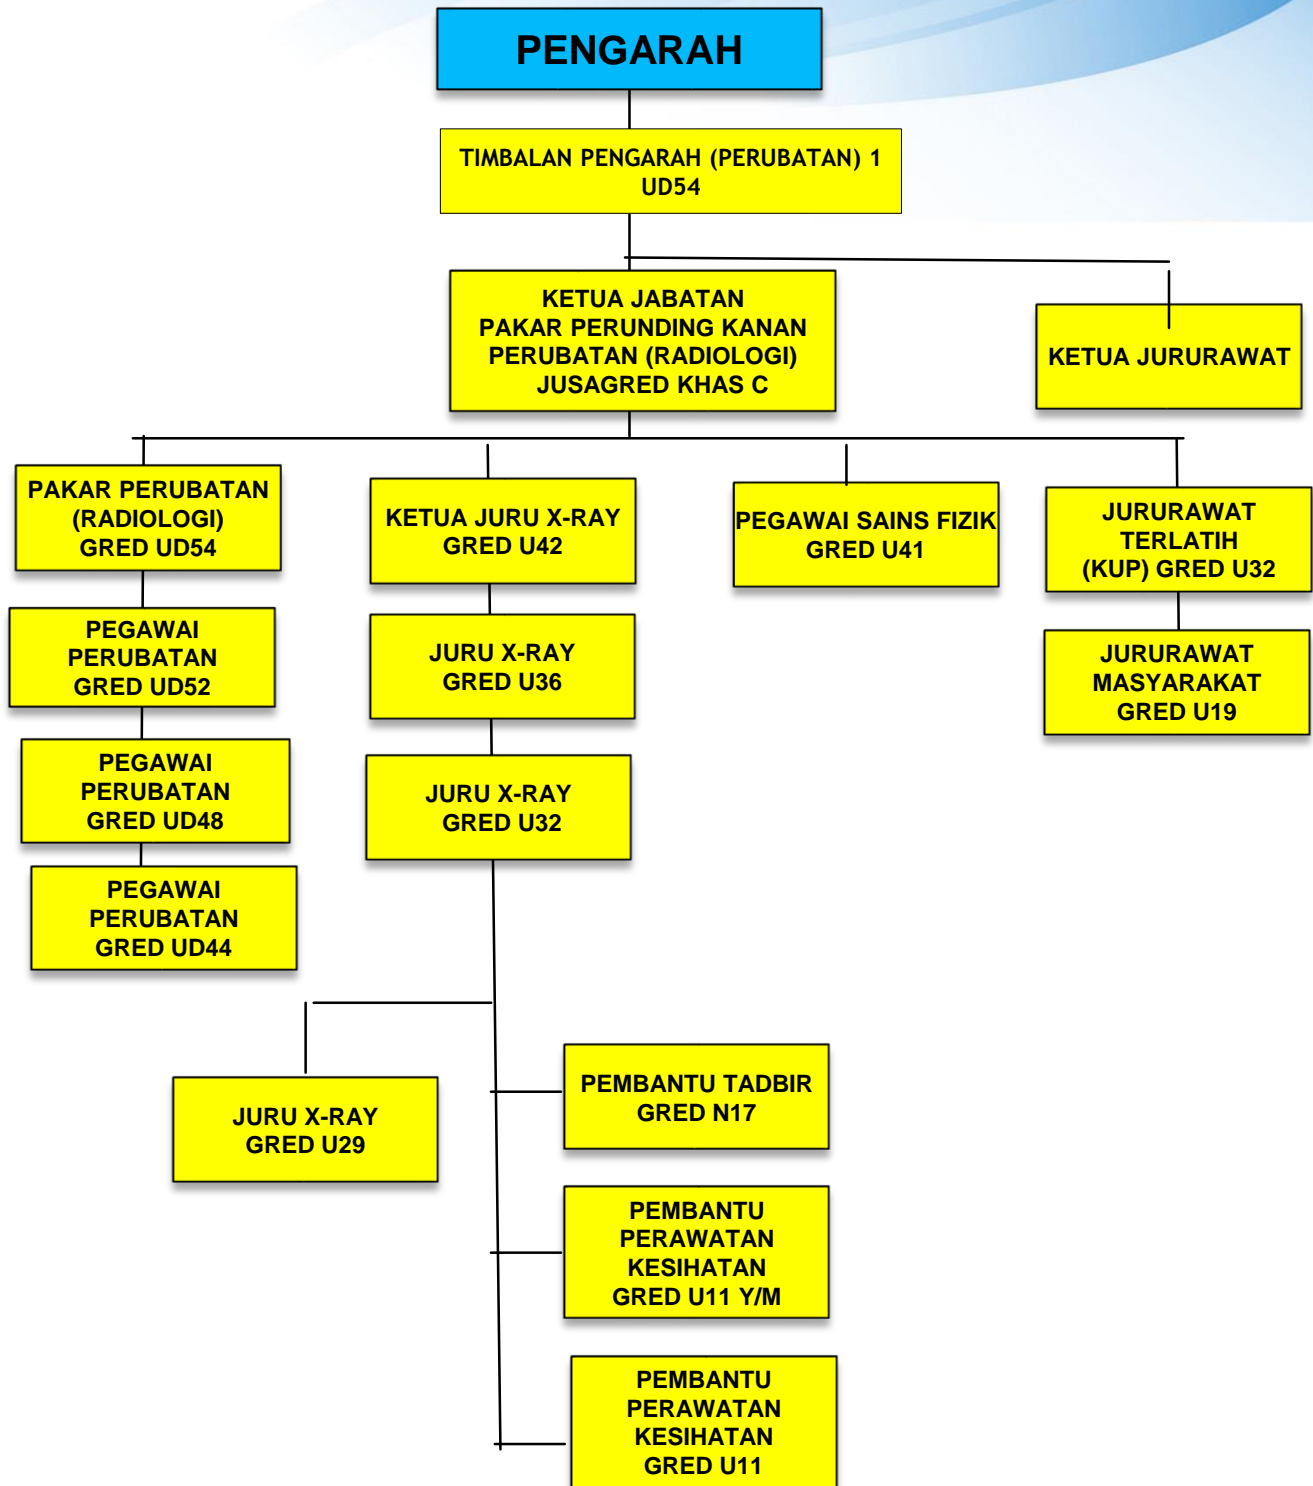 PENGARAH
TIMBALAN PENGARAH (PERUBATAN) 1
UD54
KETUA JABATAN
PAKAR PERUNDING KANAN
PERUBATAN (RADIOLOGI)
JUSAGRED KHAS C
KETUA JURURAWAT
PAKAR PERUBATAN
(RADIOLOGI)
GRED UD54
KETUA JURU X-RAY
GRED U42
PEGAWAI SAINS FIZIK
GRED U41
JURURAWAT
TERLATIH
(KUP) GRED U32
PEGAWAI
PERUBATAN
GRED UD52
JURU X-RAY
GRED U36
JURURAWAT
MASYARAKAT
GRED U19
PEGAWAI
PERUBATAN
GRED UD48
JURU X-RAY
GRED U32
PEGAWAI
PERUBATAN
GRED UD44
JURU X-RAY
GRED U29
PEMBANTU TADBIR
GRED N17
PEMBANTU
PERAWATAN
KESIHATAN
GRED U11 Y/M
PEMBANTU
PERAWATAN
KESIHATAN
GRED U11